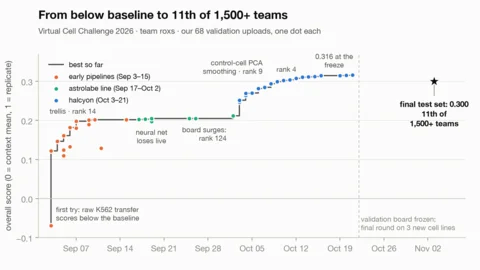 From below baseline to 11th of 1,500+ teams
Virtual Cell Challenge 2026 · team roxs · our 68 validation uploads, one dot each
overall score (0 = context mean, 1 = replicate)
0.3
0.2
0.1
0.0
−0.1
best so far
early pipelines (Sep 3–15)
astrolabe line (Sep 17–Oct 2)
halcyon (Oct 3–21)
trellis · rank 14
first try: raw K562 transfer
scores below the baseline
neural net
loses live
board surges:
rank 124
control-cell PCA
smoothing · rank 9
rank 4
0.316 at the
freeze
final test set: 0.300
11th of
1,500+ teams
validation board frozen:
final round on 3 new cell lines
Sep 07
Sep 14
Sep 21
Sep 28
Oct 05
Oct 12
Oct 19
Oct 26
Nov 02